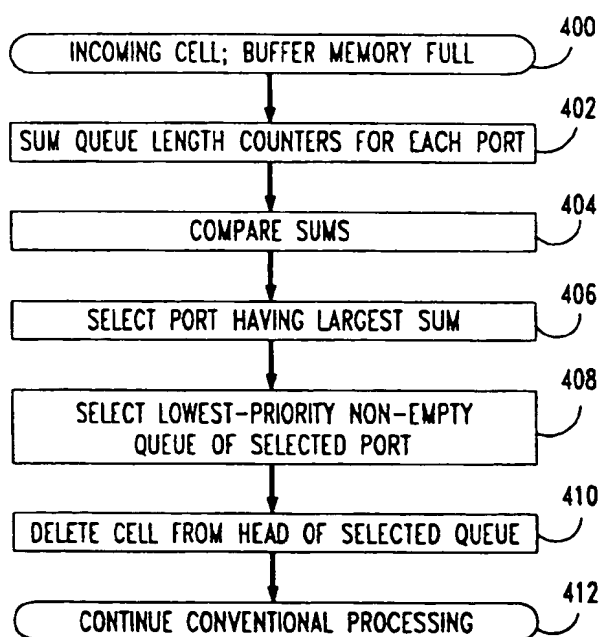 400
INCOMING CELL; BUFFER MEMORY FULL
402
SUM QUEUE LENGTH COUNTERS FOR EACH PORT
404
COMPARE SUMS
406
SELECT PORT HAVING LARGEST SUM
408
SELECT LOWEST-PRIORITY NON-EMPTY
QUEUE OF SELECTED PORT
410
DELETE CELL FROM HEAD OF SELECTED QUEUE
412
CONTINUE CONVENTIONAL PROCESSING